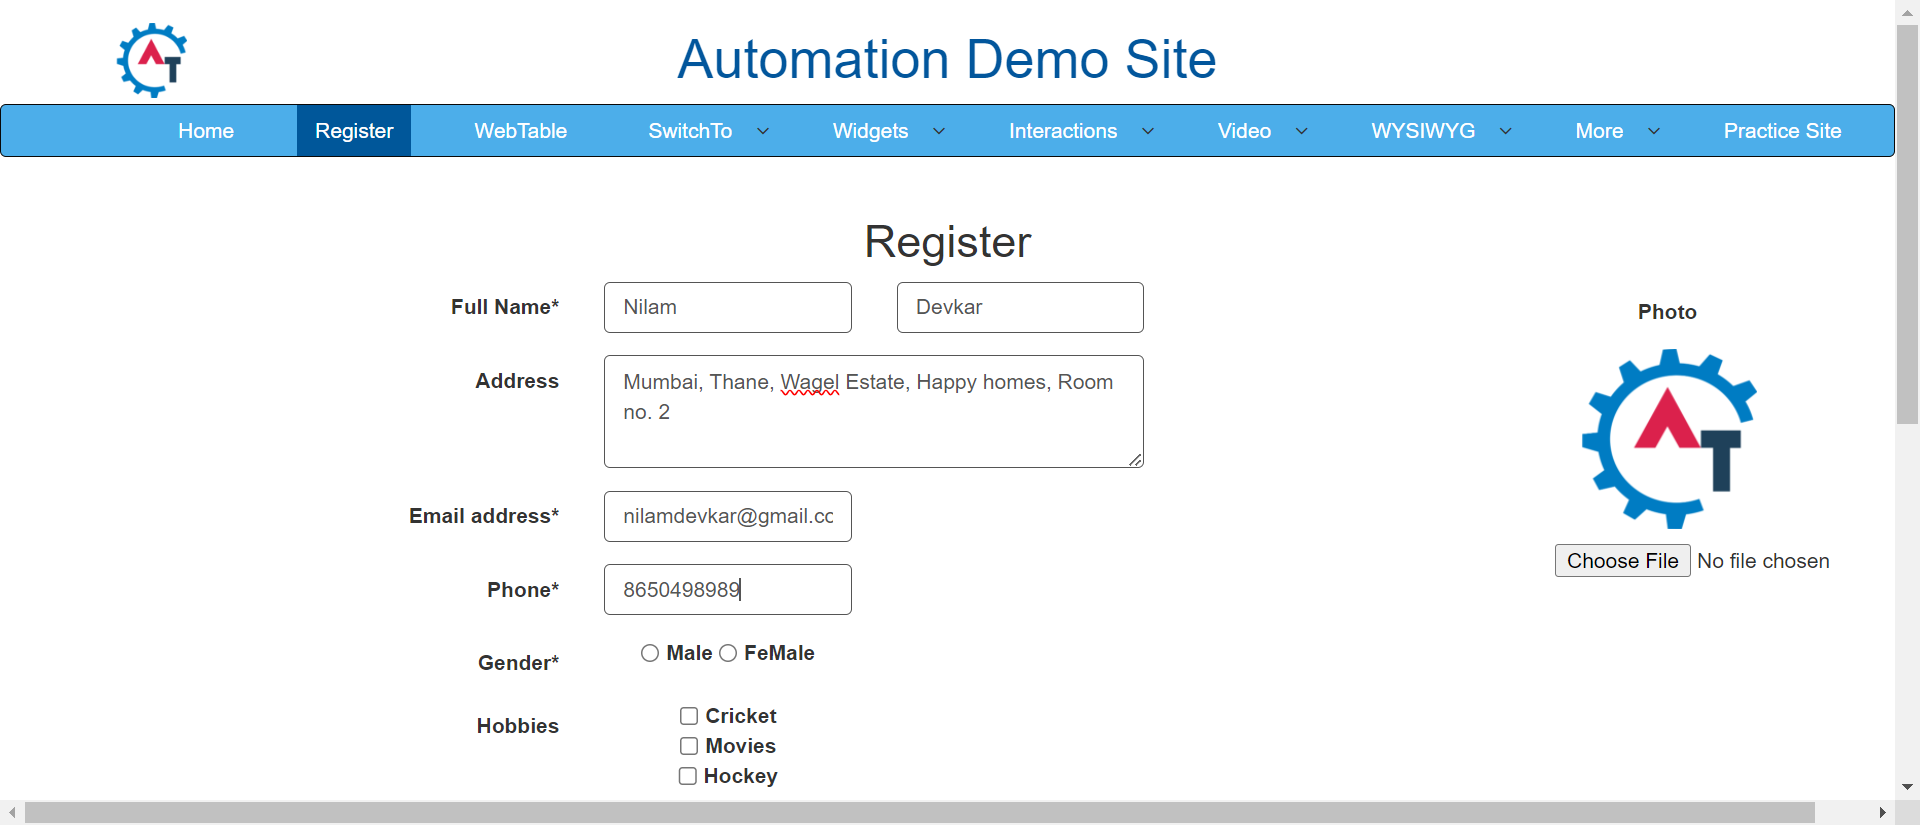 AT
Automation Demo Site
Home Register WebTable SwitchTo Widgets Interactions Video WYSIWYG More Practice Site
Register
Full Name* Nilam Devkar
Photo
Address Mumbai, Thane, Wagel Estate, Happy homes, Room
no. 2
AT
Email address* nilamdevkar@gmail.cc
Choose File No file chosen
Phone* 8650498989
Gender* Male FeMale
Hobbies Cricket
Movies
Hockey